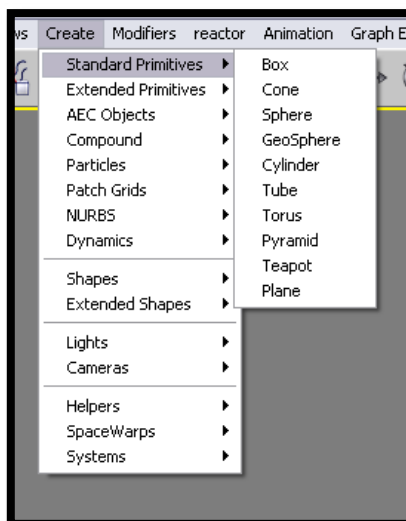 Create Modifiers reactor Animation Graph
Standard Primitives
Extended Primitives
AEC Objects
Compound
Particles
Patch Grids
NURBS
Dynamics
Shapes
Extended Shapes
Lights
Cameras
Helpers
SpaceWarps
Systems
Box
Cone
Sphere
GeoSphere
Cylinder
Tube
Torus
Pyramid
Teapot
Plane